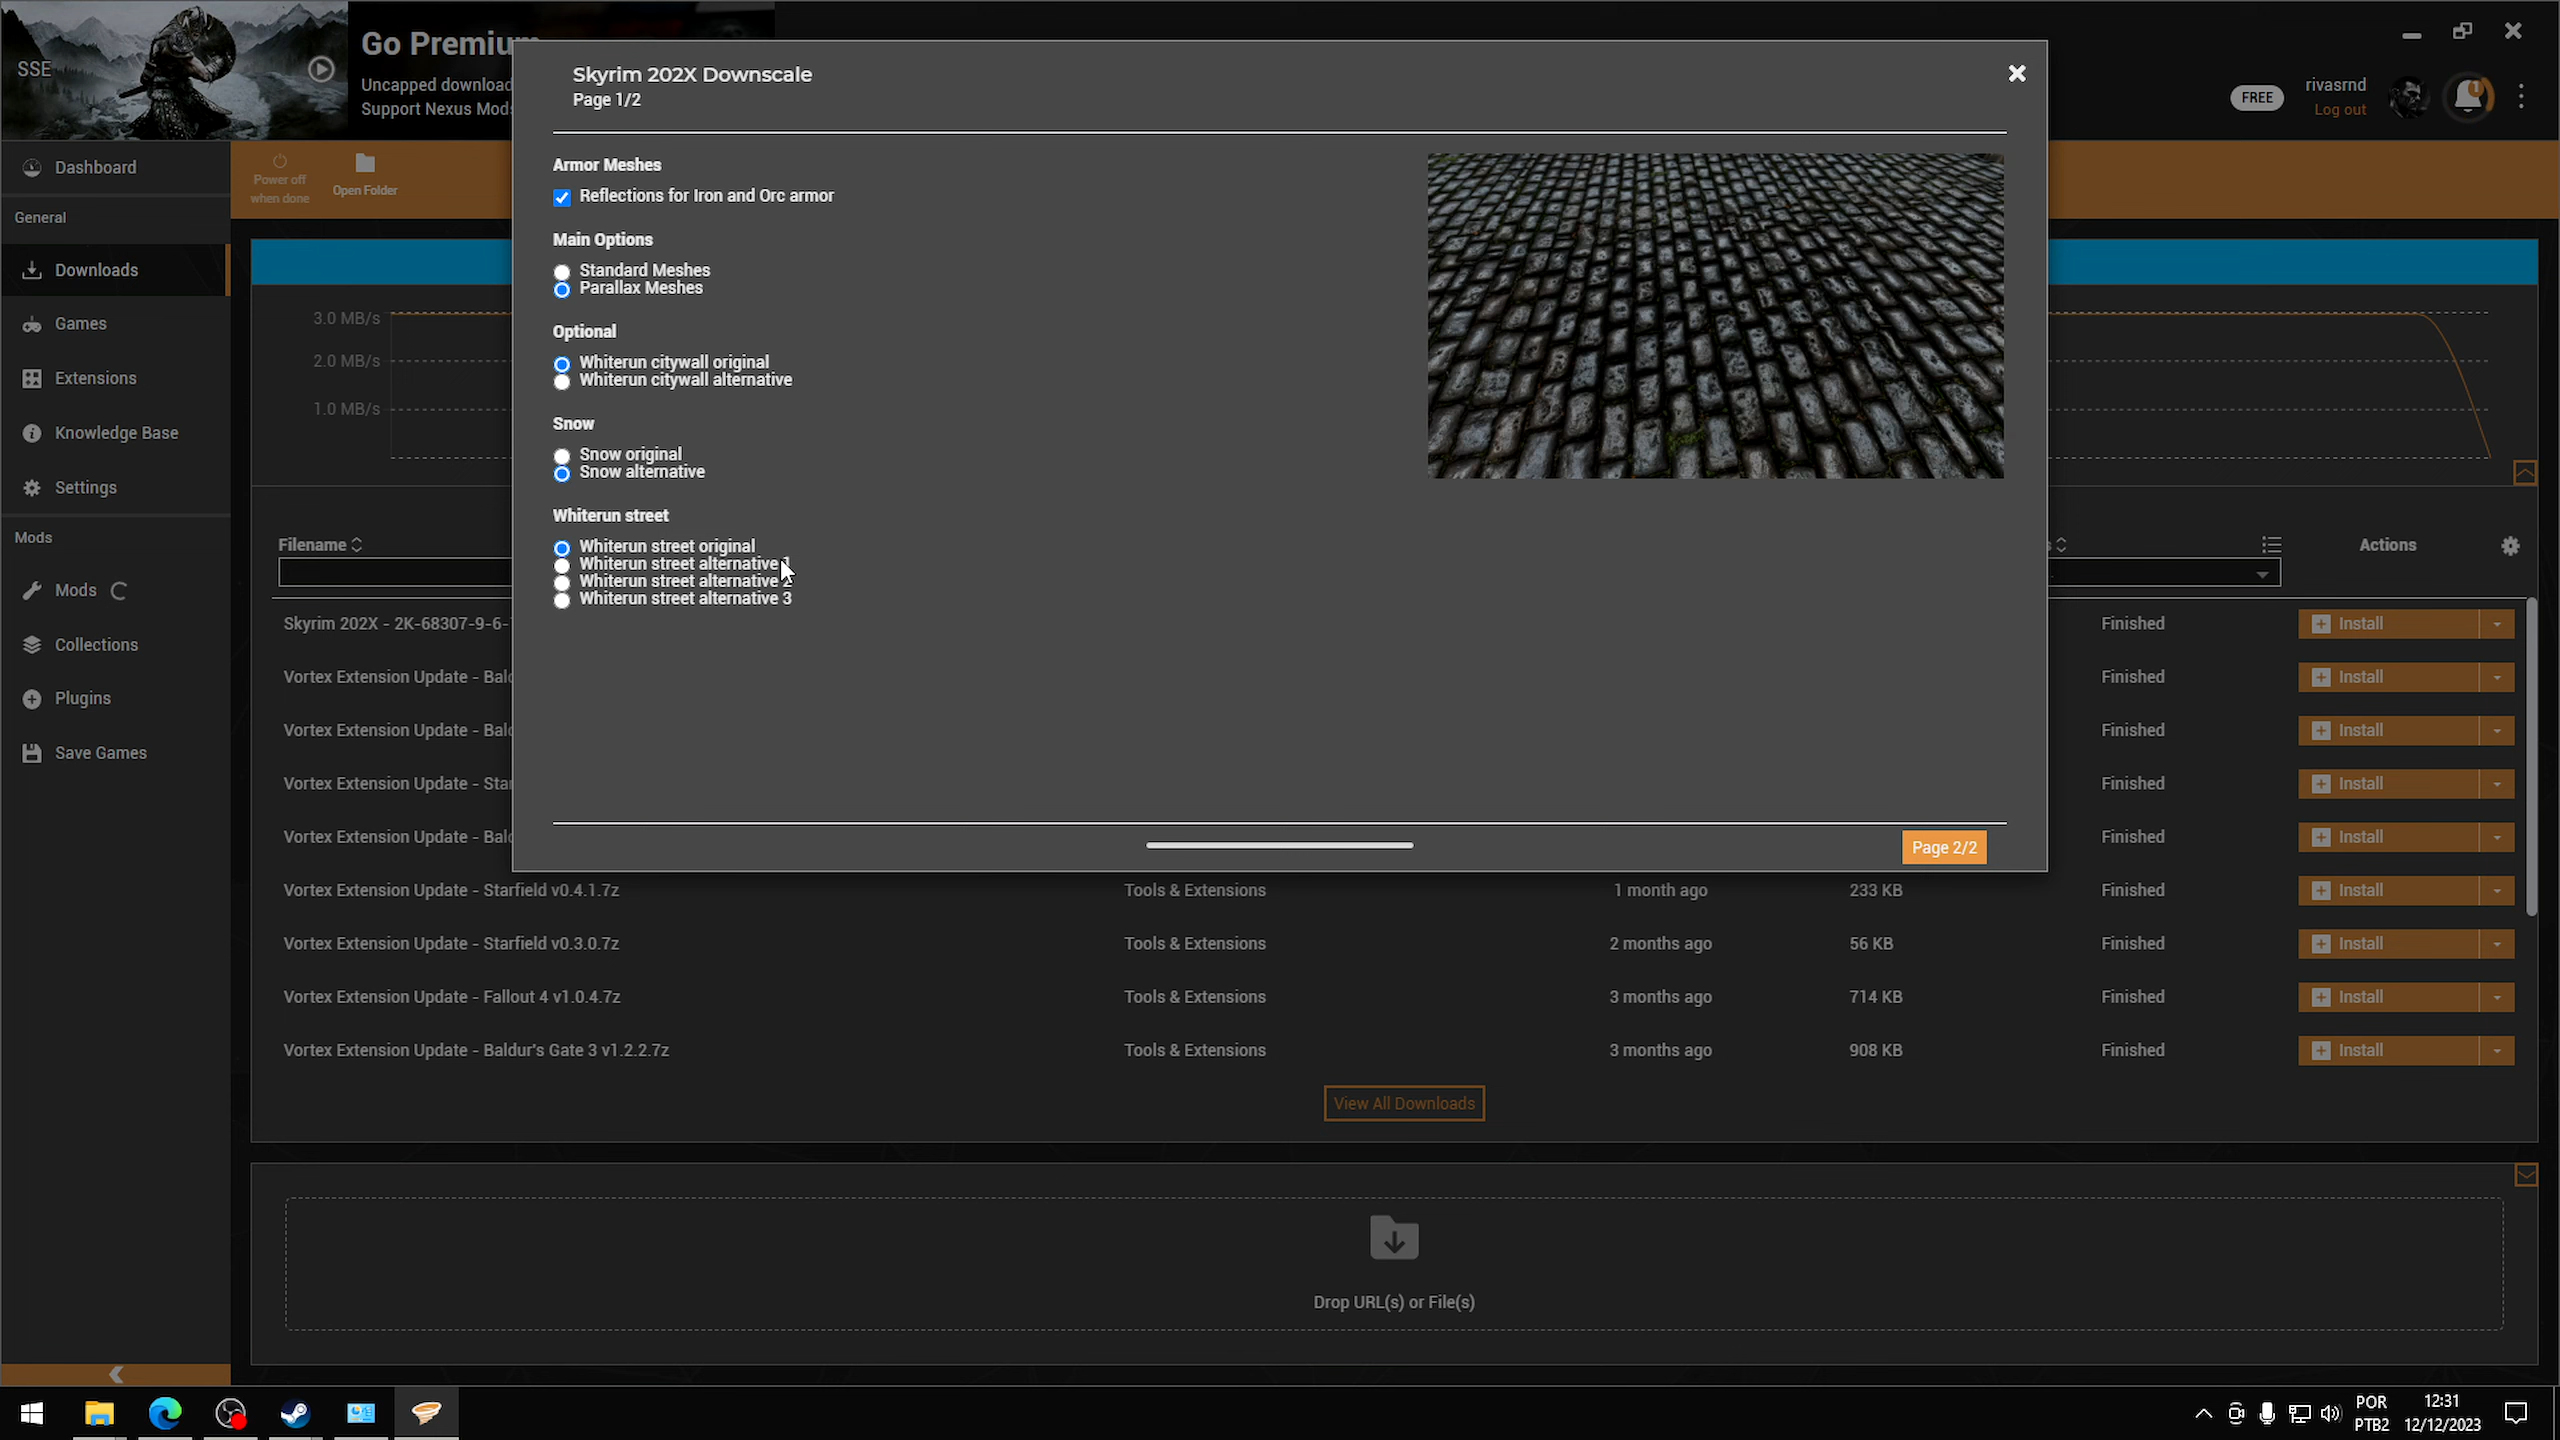 SSE
Go Premium
Uncapped download
Support Nexus Mods
FREE
rivasrnd
Log out
Skyrim 202X Downscale
Page 1/2
Dashboard
Power off
when done
Open Folder
General
Downloads
Games
Extensions
Knowledge Base
Settings
Mods
Mods
Collections
Plugins
Save Games
3.0 MB/s
2.0 MB/s
1.0 MB/s
Armor Meshes
Reflections for Iron and Orc armor
Main Options
Standard Meshes
Parallax Meshes
Optional
Whiterun citywall original
Whiterun citywall alternative
Snow
Snow original
Snow alternative
Whiterun street
Whiterun street original
Whiterun street alternative 1
Whiterun street alternative 2
Whiterun street alternative 3
Page 2/2
Filename
Actions
Skyrim 202X - 2K-68307-9-6- Finished Install
Vortex Extension Update - Finished Install
Vortex Extension Update - Finished Install
Vortex Extension Update - Finished Install
Vortex Extension Update - Finished Install
Vortex Extension Update - Starfield v0.4.1.7z Tools & Extensions 1 month ago 233 KB Finished Install
Vortex Extension Update - Starfield v0.3.0.7z Tools & Extensions 2 months ago 56 KB Finished Install
Vortex Extension Update - Fallout 4 v1.0.4.7z Tools & Extensions 3 months ago 714 KB Finished Install
Vortex Extension Update - Baldur's Gate 3 v1.2.2.7z Tools & Extensions 3 months ago 908 KB Finished Install
View All Downloads
Drop URL(s) or File(s)
POR
PTB2
12:31
12/12/2023